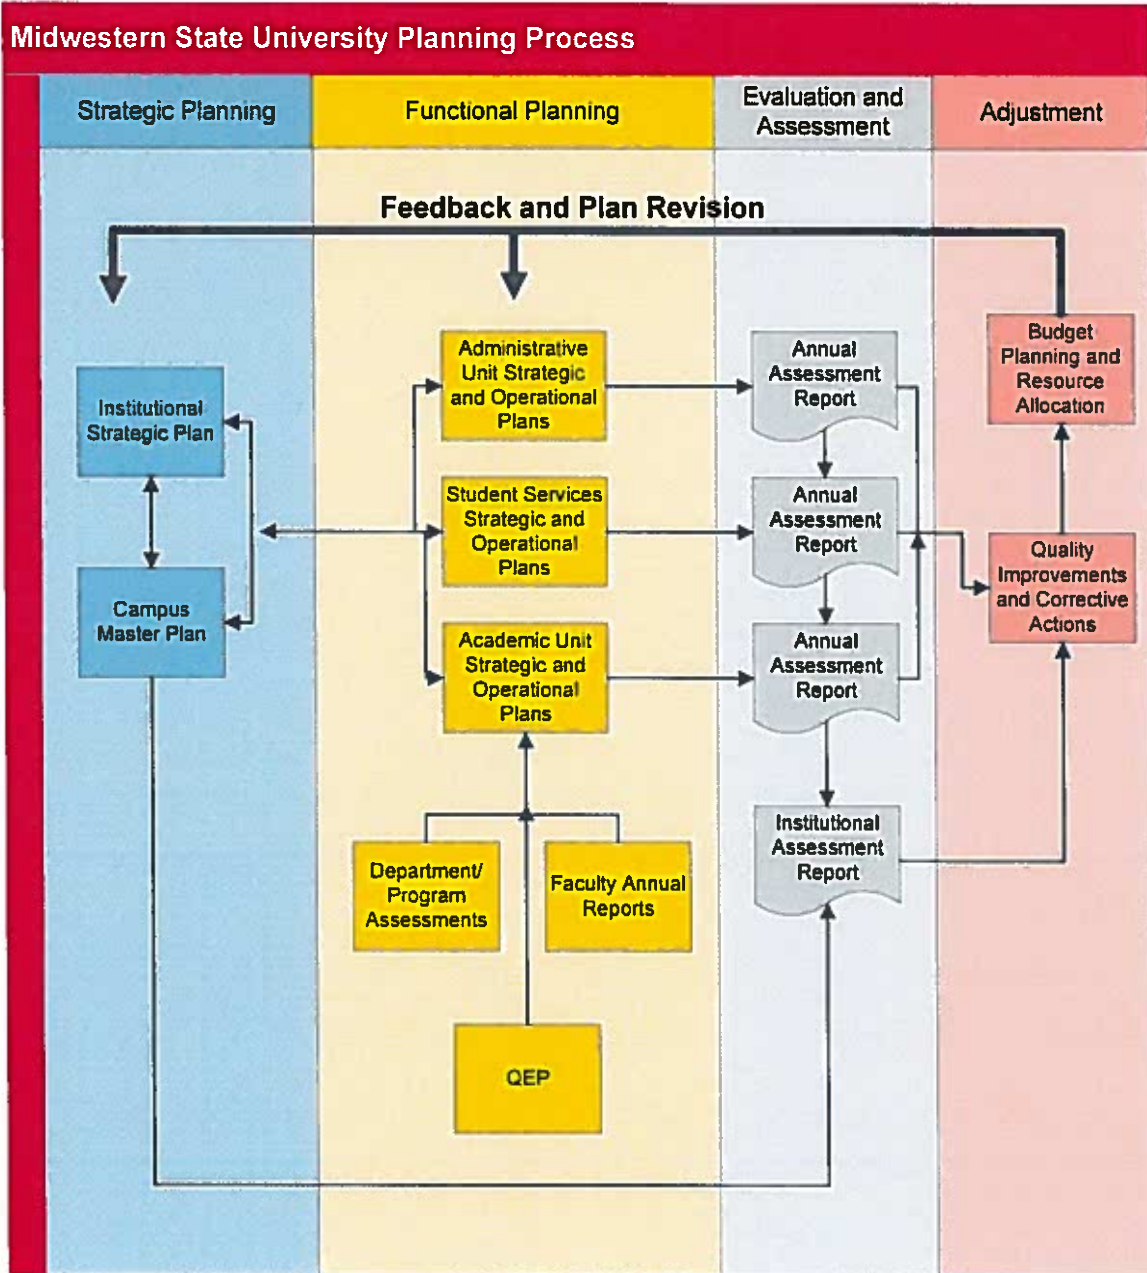 Midwestern State University Planning Process
Strategic Planning
Functional Planning
Evaluation and
Assessment
Adjustment
Feedback and Plan Revision
Institutional
Strategic Plan
Campus
Master Plan
Administrative
Unit Strategic
and Operational
Plans
Student Services
Strategic and
Operational
Plans
Academic Unit
Strategic and
Operational
Plans
Department/
Program
Assessments
Faculty Annual
Reports
QEP
Annual
Assessment
Report
Annual
Assessment
Report
Annual
Assessment
Report
Institutional
Assessment
Report
Budget
Planning and
Resource
Allocation
Quality
Improvements
and Corrective
Actions